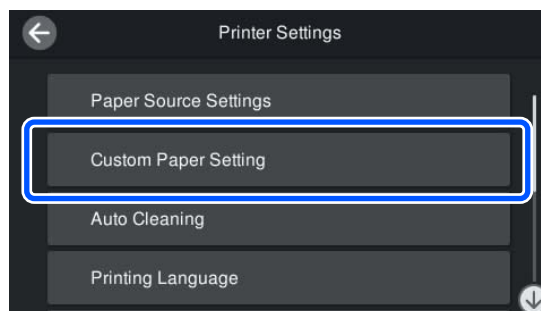 Printer Settings
Paper Source Settings
Custom Paper Setting
Auto Cleaning
Printing Language